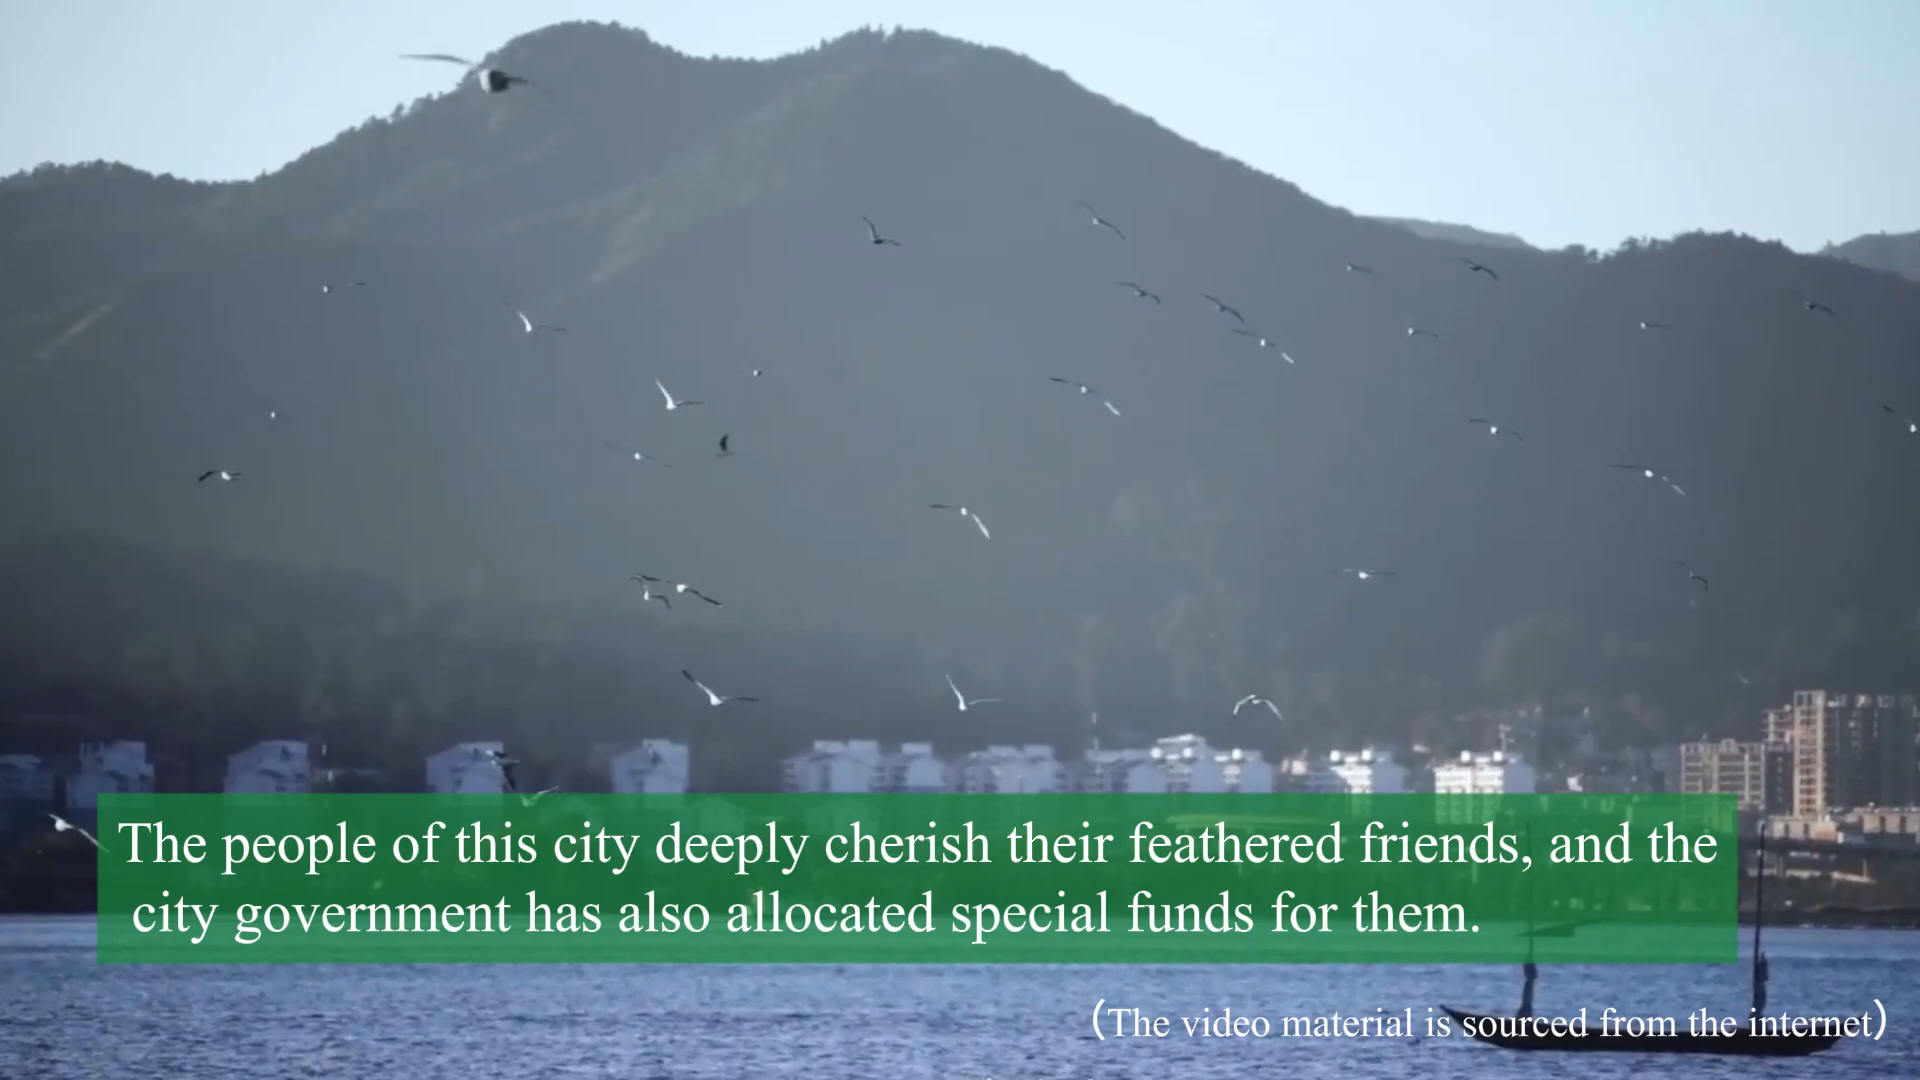 The people of this city deeply cherish their feathered friends, and the
city government has also allocated special funds for them.
(The video material is sourced from the internet)